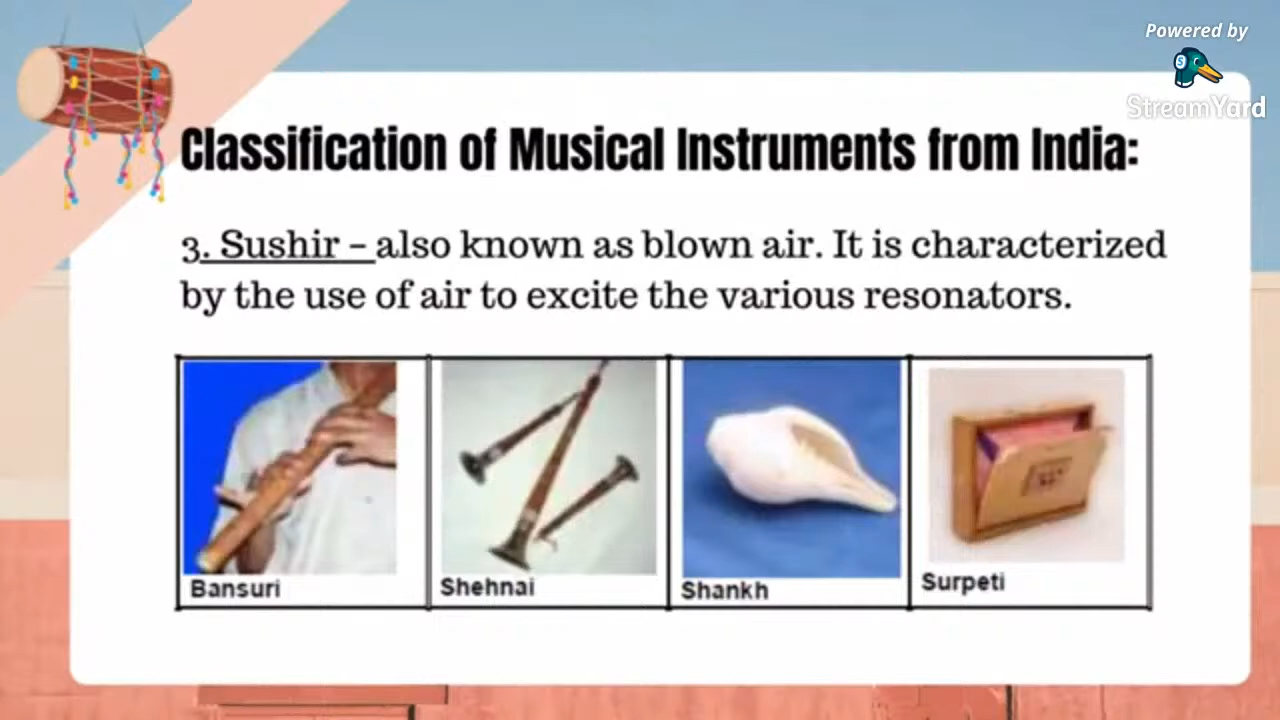 Powered by
StreamYard
Classification of Musical Instruments from India:
3. Sushir – also known as blown air. It is characterized
by the use of air to excite the various resonators.
Bansuri
Shehnai
Shankh
Surpeti